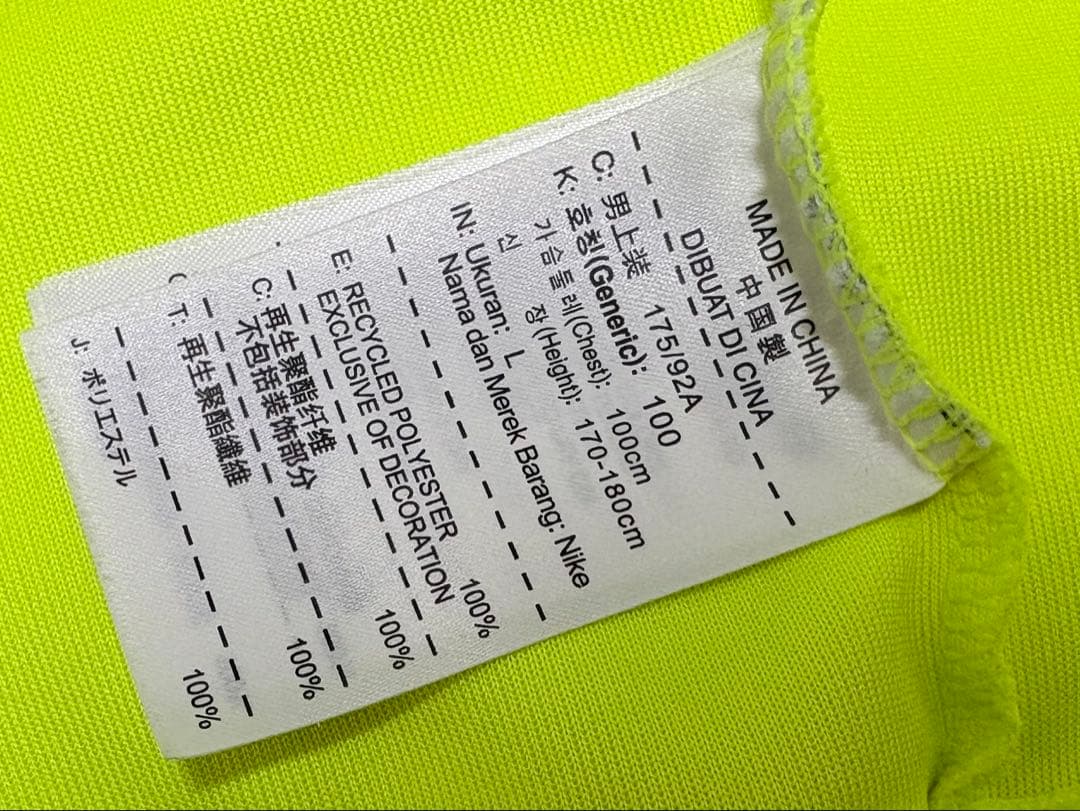 MADE IN CHINA
中国製
DIBUAT DI CINA
C: 男上装 175/92A
K: 호칭(Generic): 100
가슴둘레(Chest): 100cm
신 장(Height): 170-180cm
IN: Ukuran: L
Nama dan Merek Barang: Nike
E: RECYCLED POLYESTER 100%
EXCLUSIVE OF DECORATION
C: 再生聚酯纤维 100%
不包括装饰部分
T: 再生聚酯纖維 100%
J: ポリエステル 100%